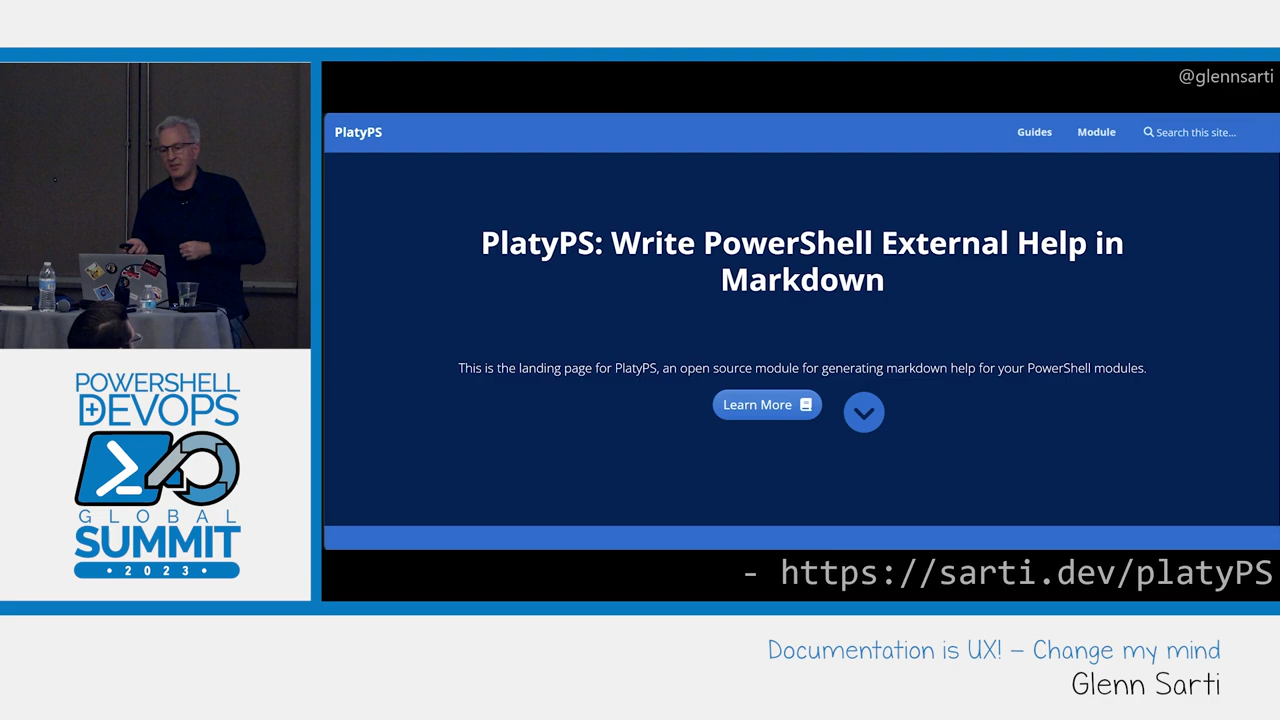 @glennsarti
PlatyPS
Guides
Module
Search this site...
PlatyPS: Write PowerShell External Help in
Markdown
This is the landing page for PlatyPS, an open source module for generating markdown help for your PowerShell modules.
Learn More
- https://sarti.dev/platyPS
POWERSHELL
+DEVOPS
GLOBAL
SUMMIT
• 2023 •
Documentation is UX! – Change my mind
Glenn Sarti